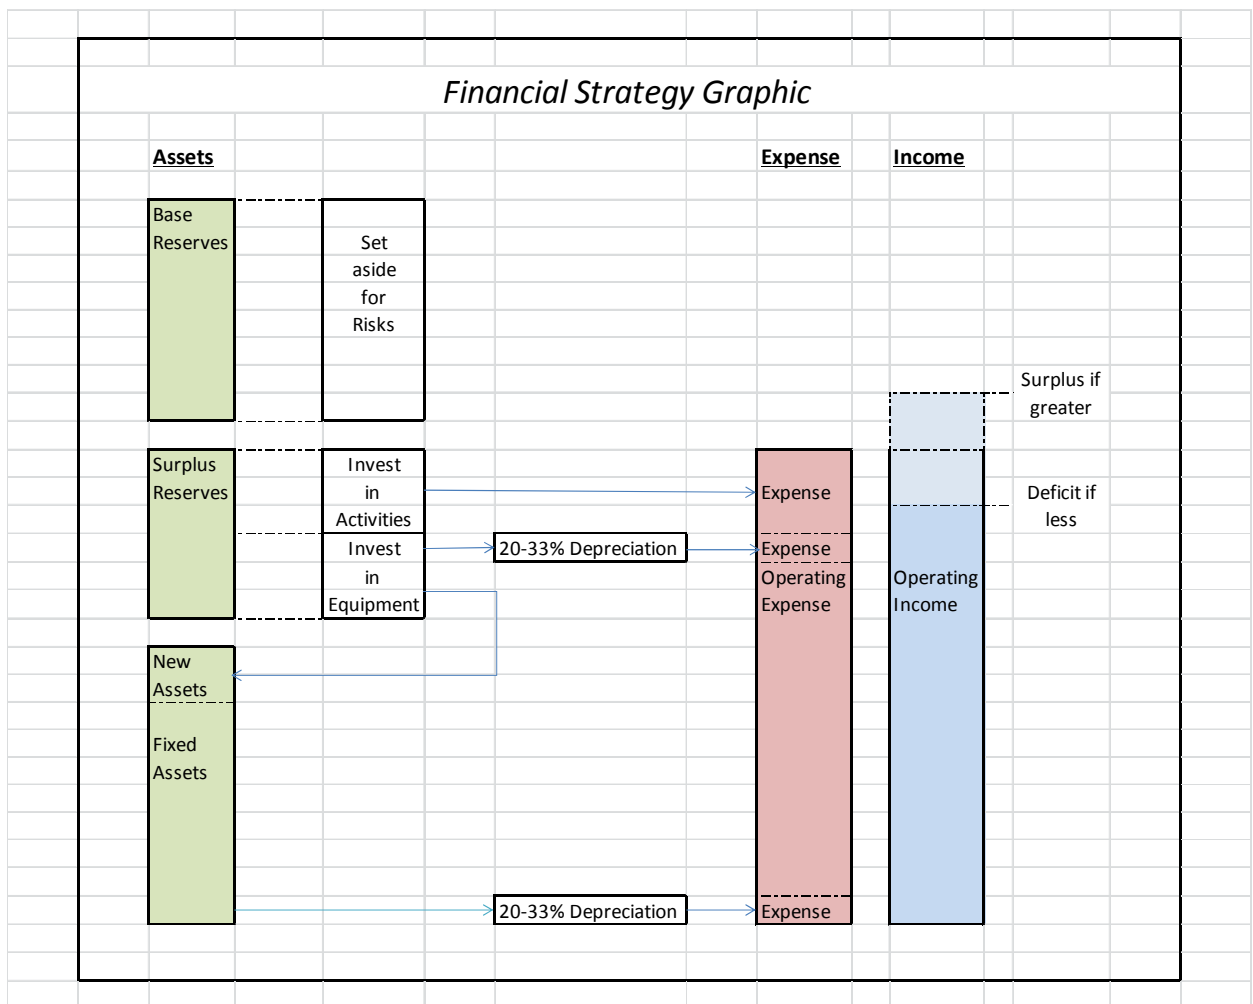 Financial Strategy Graphic
Assets
Expense
Income
Base
Reserves
Set
aside
for
Risks
Surplus if
greater
Surplus
Reserves
Invest
in
Activities
Expense
Deficit if
less
Invest
in
Equipment
20-33% Depreciation
Expense
Operating
Expense
Operating
Income
New
Assets
Fixed
Assets
20-33% Depreciation
Expense